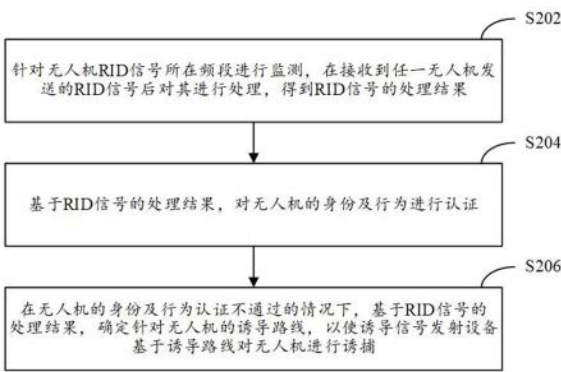 S202
针对无人机RID信号所在频段进行监测，在接收到任一无人机发
送的RID信号后对其进行处理，得到RID信号的处理结果
S204
基于RID信号的处理结果，对无人机的身份及行为进行认证
S206
在无人机的身份及行为认证不通过的情况下，基于RID信号的
处理结果，确定针对无人机的诱导路线，以使诱导信号发射设备
基于诱导路线对无人机进行诱捕